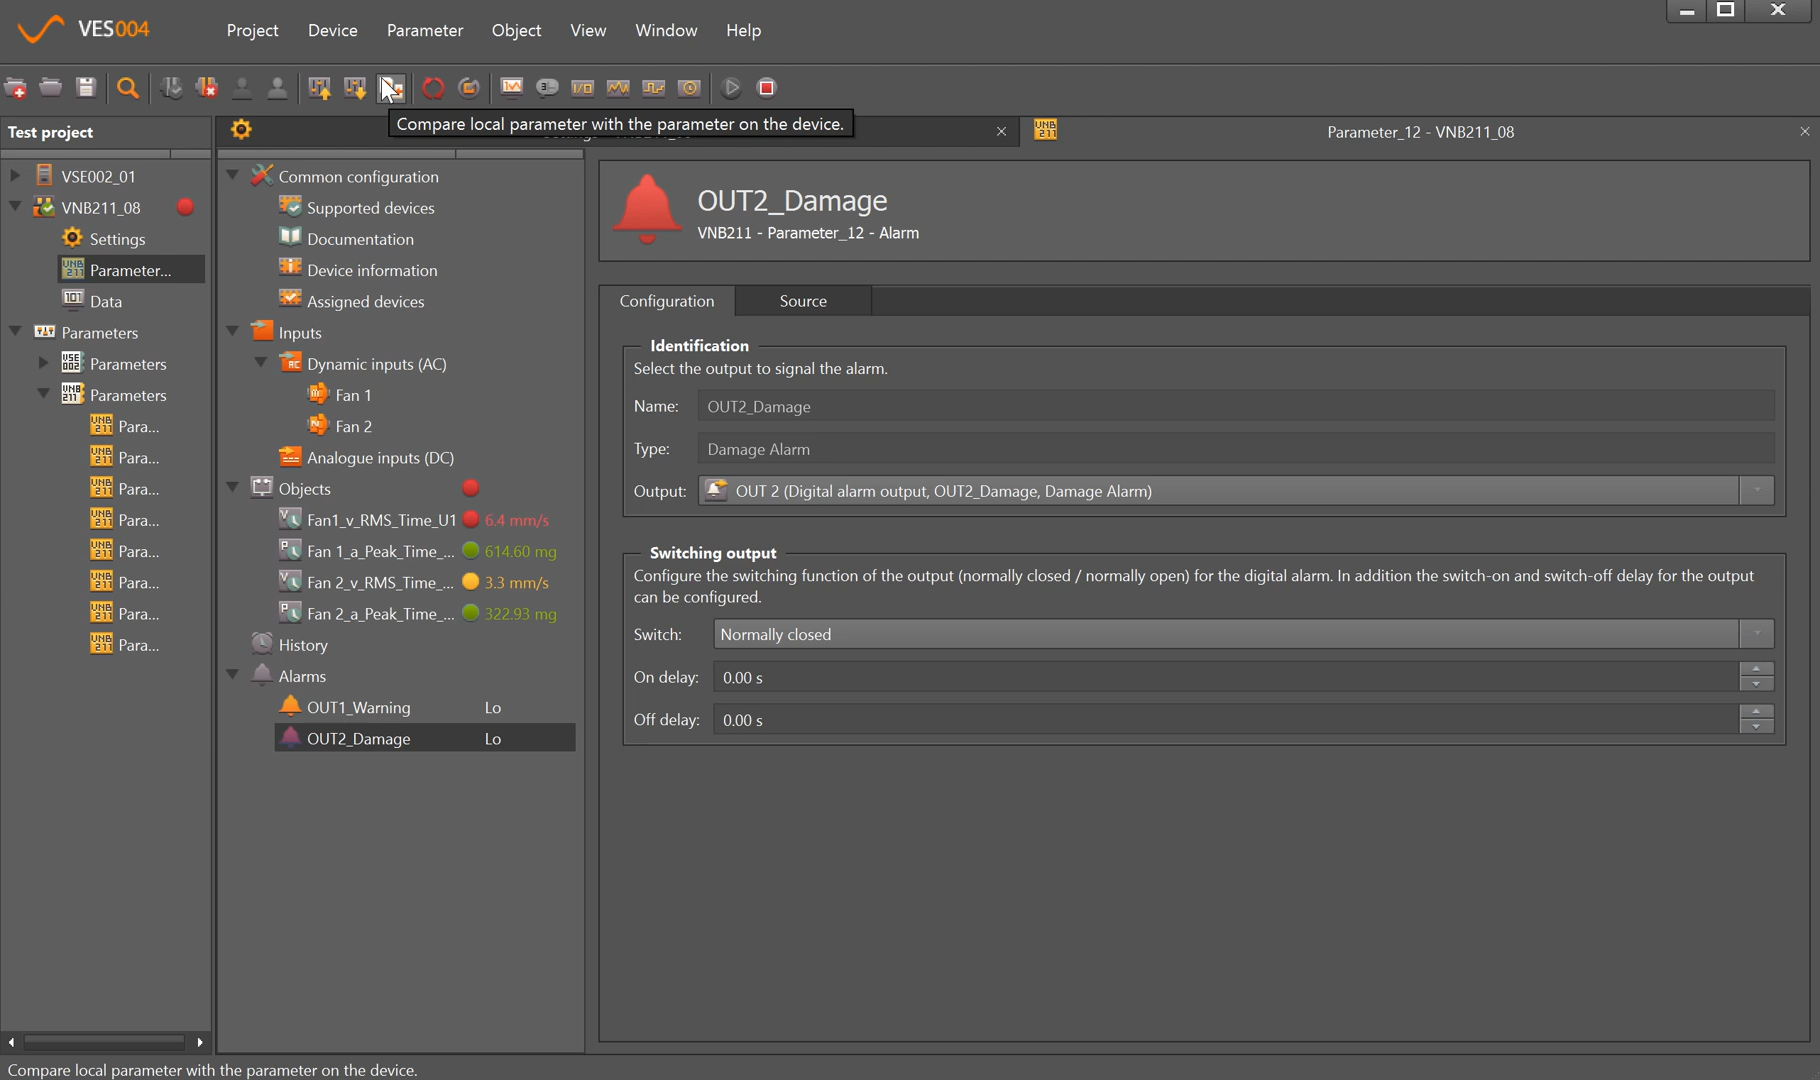 VES004
Project Device Parameter Object View Window Help
Compare local parameter with the parameter on the device.
Test project
Parameter_12 - VNB211_08
VSE002_01
VNB211_08
Settings
Parameter...
Data
Parameters
Parameters
Parameters
Para...
Para...
Para...
Para...
Para...
Para...
Para...
Para...
Common configuration
Supported devices
Documentation
Device information
Assigned devices
Inputs
Dynamic inputs (AC)
Fan 1
Fan 2
Analogue inputs (DC)
Objects
Fan1_v_RMS_Time_U1 6.4 mm/s
Fan 1_a_Peak_Time_... 614.60 mg
Fan 2_v_RMS_Time_... 3.3 mm/s
Fan 2_a_Peak_Time_... 322.93 mg
History
Alarms
OUT1_Warning Lo
OUT2_Damage Lo
OUT2_Damage
VNB211 - Parameter_12 - Alarm
Configuration Source
Identification
Select the output to signal the alarm.
Name: OUT2_Damage
Type: Damage Alarm
Output: OUT 2 (Digital alarm output, OUT2_Damage, Damage Alarm)
Switching output
Configure the switching function of the output (normally closed / normally open) for the digital alarm. In addition the switch-on and switch-off delay for the output
can be configured.
Switch: Normally closed
On delay: 0.00 s
Off delay: 0.00 s
Compare local parameter with the parameter on the device.